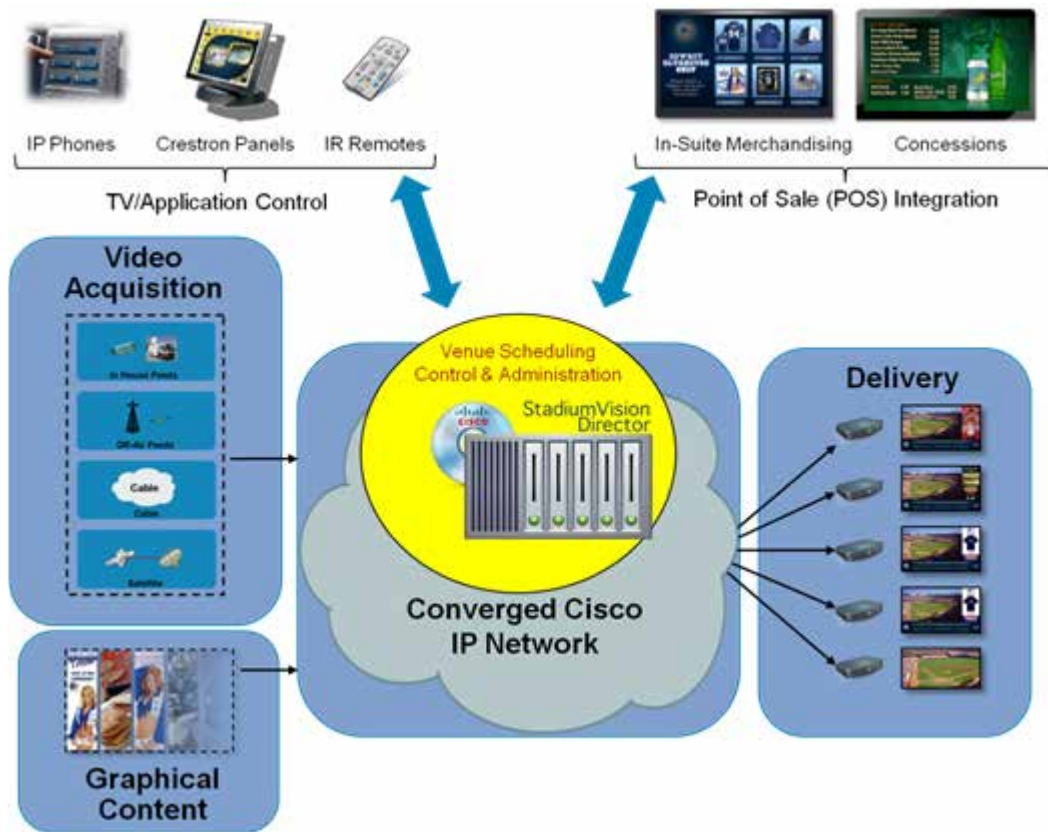 IP Phones
Crestron Panels
IR Remotes
TV/Application Control
In-Suite Merchandising
Concessions
Point of Sale (POS) Integration
Video
Acquisition
In House Feeds
Off-Air Feeds
Cable
Cable
Satellite
Graphical
Content
Venue Scheduling
Control & Administration
CISCO
StadiumVision
Director
Converged Cisco
IP Network
Delivery